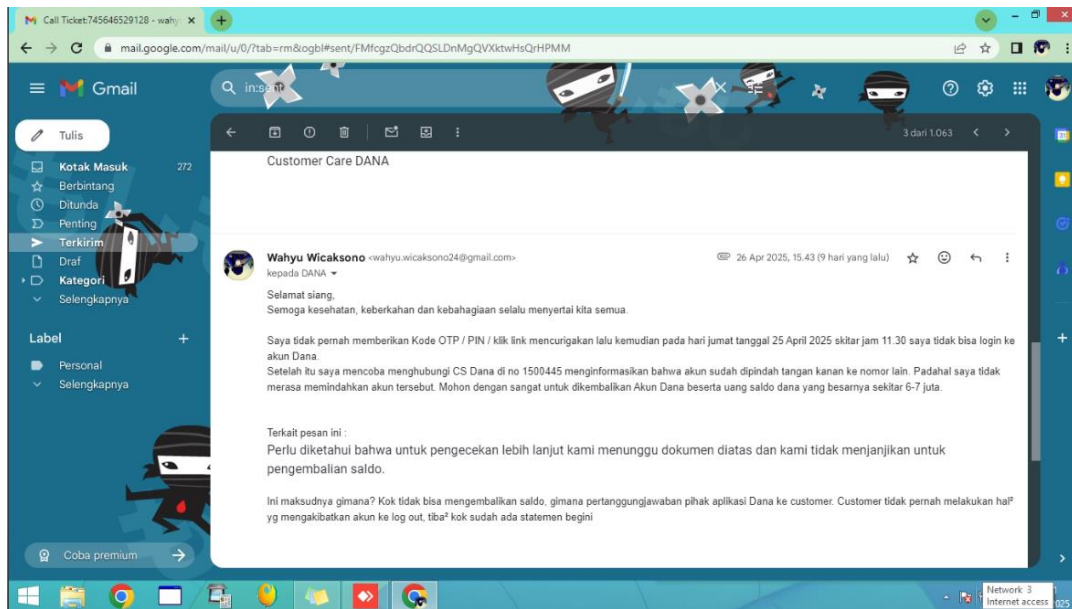 Call Ticket:745646529128 - wahy
mail.google.com/mail/u/0/?tab=rm&ogbl#sent/FMfcgzQbdrQQSLDnMgQVXktwHsQrHPMM
Gmail
in:sent
Tulis
3 dari 1.063
Kotak Masuk 272
Berbintang
Ditunda
Penting
Terkirim
Draf
Kategori
Selengkapnya
Label
Personal
Selengkapnya
Coba premium
Customer Care DANA
Wahyu Wicaksono <wahyu.wicaksono24@gmail.com> 26 Apr 2025, 15.43 (9 hari yang lalu)
kepada DANA
Selamat siang,
Semoga kesehatan, keberkahan dan kebahagiaan selalu menyertai kita semua.
Saya tidak pernah memberikan Kode OTP / PIN / klik link mencurigakan lalu kemudian pada hari jumat tanggal 25 April 2025 skitar jam 11.30 saya tidak bisa login ke
akun Dana.
Setelah itu saya mencoba menghubungi CS Dana di no 1500445 menginformasikan bahwa akun sudah dipindah tangan kanan ke nomor lain. Padahal saya tidak
merasa memindahkan akun tersebut. Mohon dengan sangat untuk dikembalikan Akun Dana beserta uang saldo dana yang besarnya sekitar 6-7 juta.
Terkait pesan ini :
Perlu diketahui bahwa untuk pengecekan lebih lanjut kami menunggu dokumen diatas dan kami tidak menjanjikan untuk
pengembalian saldo.
Ini maksudnya gimana? Kok tidak bisa mengembalikan saldo, gimana pertanggungjawaban pihak aplikasi Dana ke customer. Customer tidak pernah melakukan hal²
yg mengakibatkan akun ke log out, tiba² kok sudah ada statemen begini
Network 3
Internet access